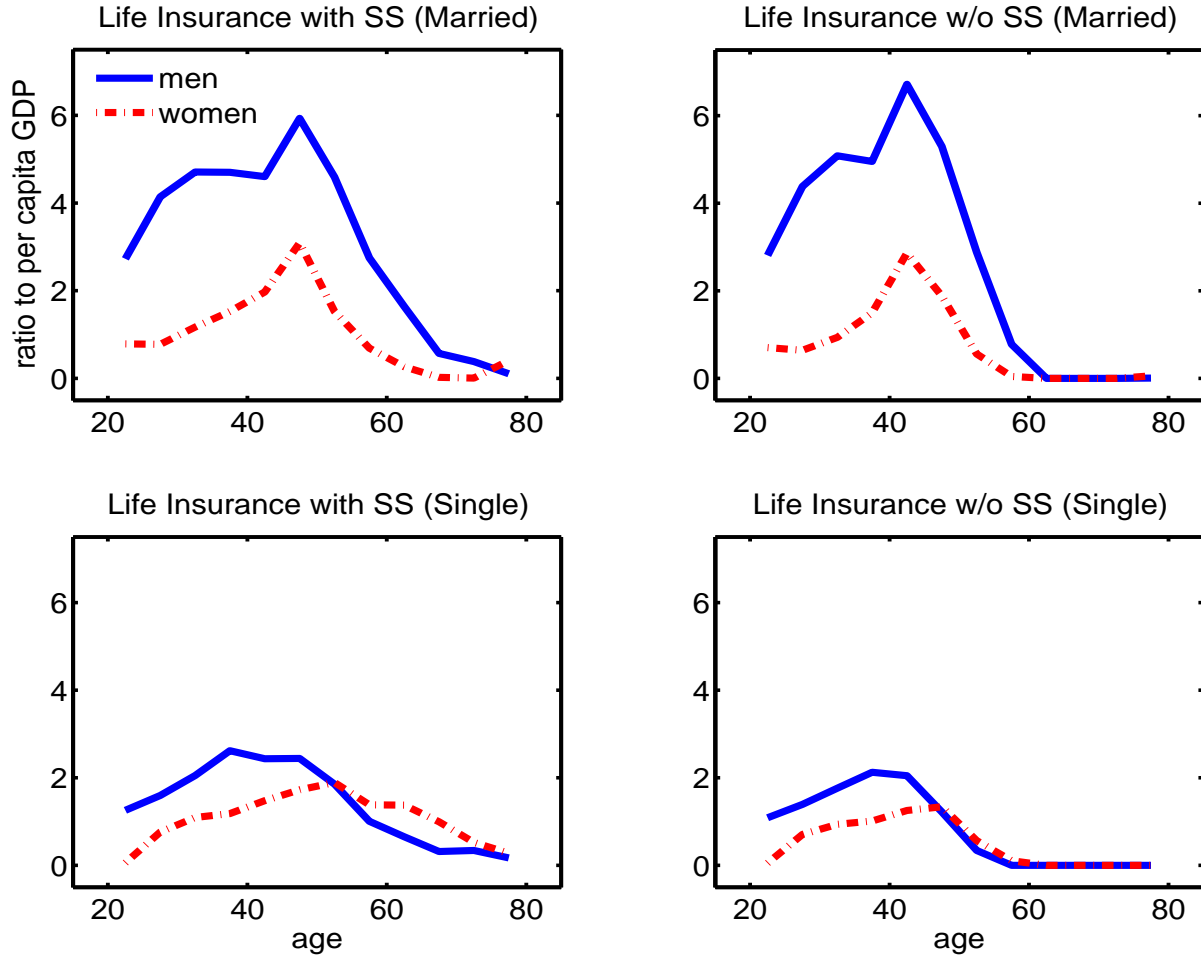 Life Insurance with SS (Married)
Life Insurance w/o SS (Married)
men
women
ratio to per capita GDP
6
4
2
0
20 40 60 80
6
4
2
0
20 40 60 80
Life Insurance with SS (Single)
Life Insurance w/o SS (Single)
6
4
2
0
20 40 60 80
age
6
4
2
0
20 40 60 80
age